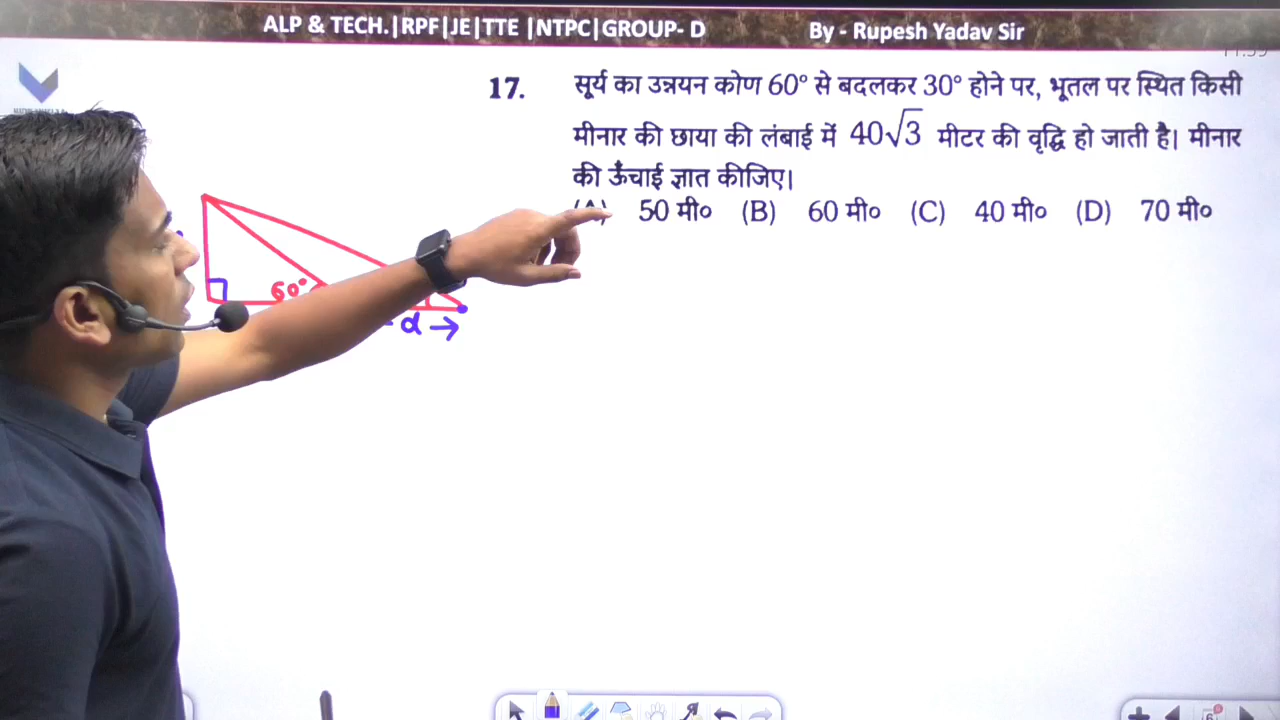 ALP & TECH.|RPF|JE|TTE |NTPC|GROUP- D By - Rupesh Yadav Sir
17. सूर्य का उन्नयन कोण 60° से बदलकर 30° होने पर, भूतल पर स्थित किसी
मीनार की छाया की लंबाई में 40√3 मीटर की वृद्धि हो जाती है। मीनार
की ऊँचाई ज्ञात कीजिए।
(A) 50 मी० (B) 60 मी० (C) 40 मी० (D) 70 मी०
60°
d →